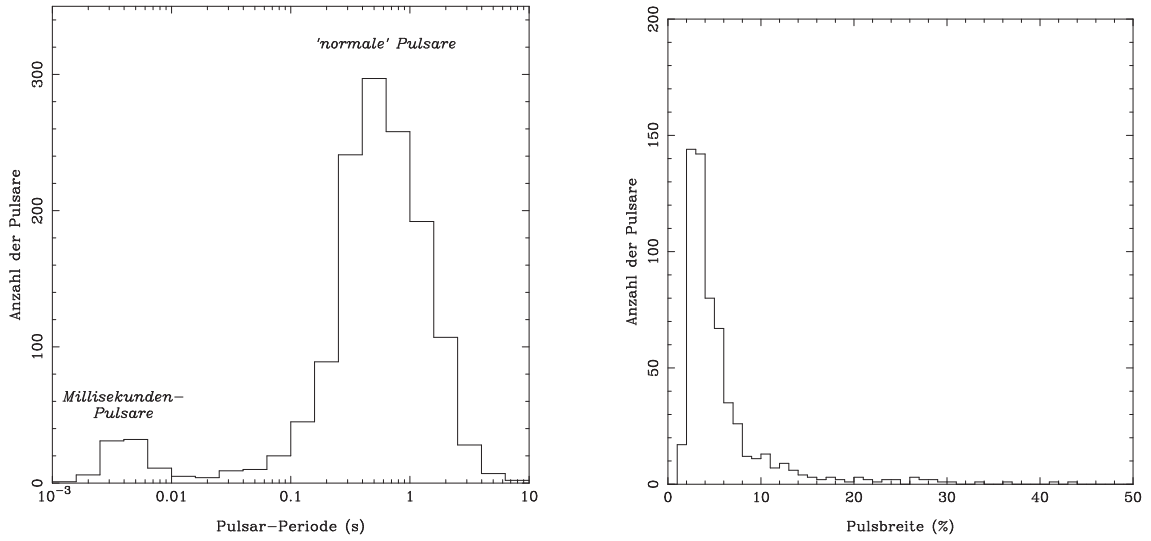 'normale' Pulsare
Millisekunden-
Pulsare
Anzahl der Pulsare
0
100
200
300
10⁻³ 0.01 0.1 1 10
Pulsar-Periode (s)
Anzahl der Pulsare
0
50
100
150
200
0 10 20 30 40 50
Pulsbreite (%)